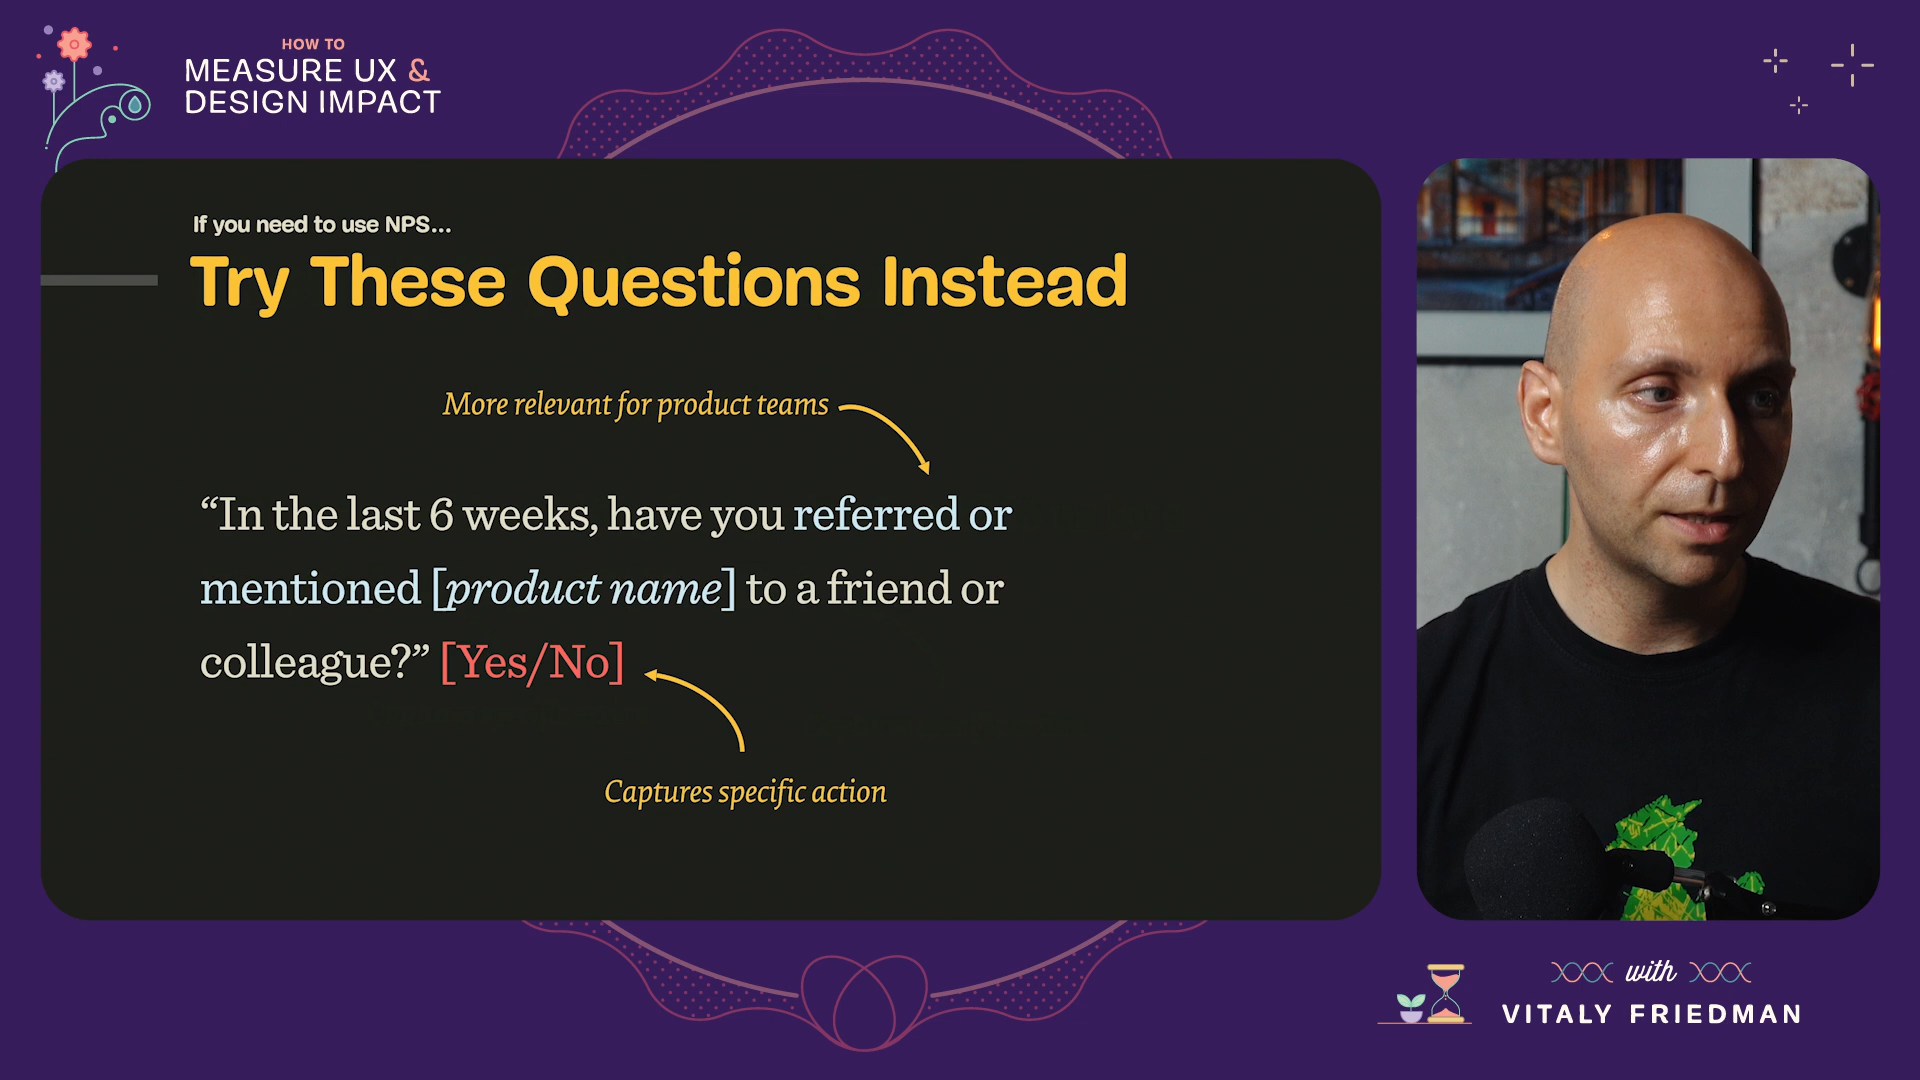 HOW TO
MEASURE UX &
DESIGN IMPACT
If you need to use NPS...
Try These Questions Instead
More relevant for product teams
“In the last 6 weeks, have you referred or
mentioned [product name] to a friend or
colleague?” [Yes/No]
Captures specific action
with
VITALY FRIEDMAN